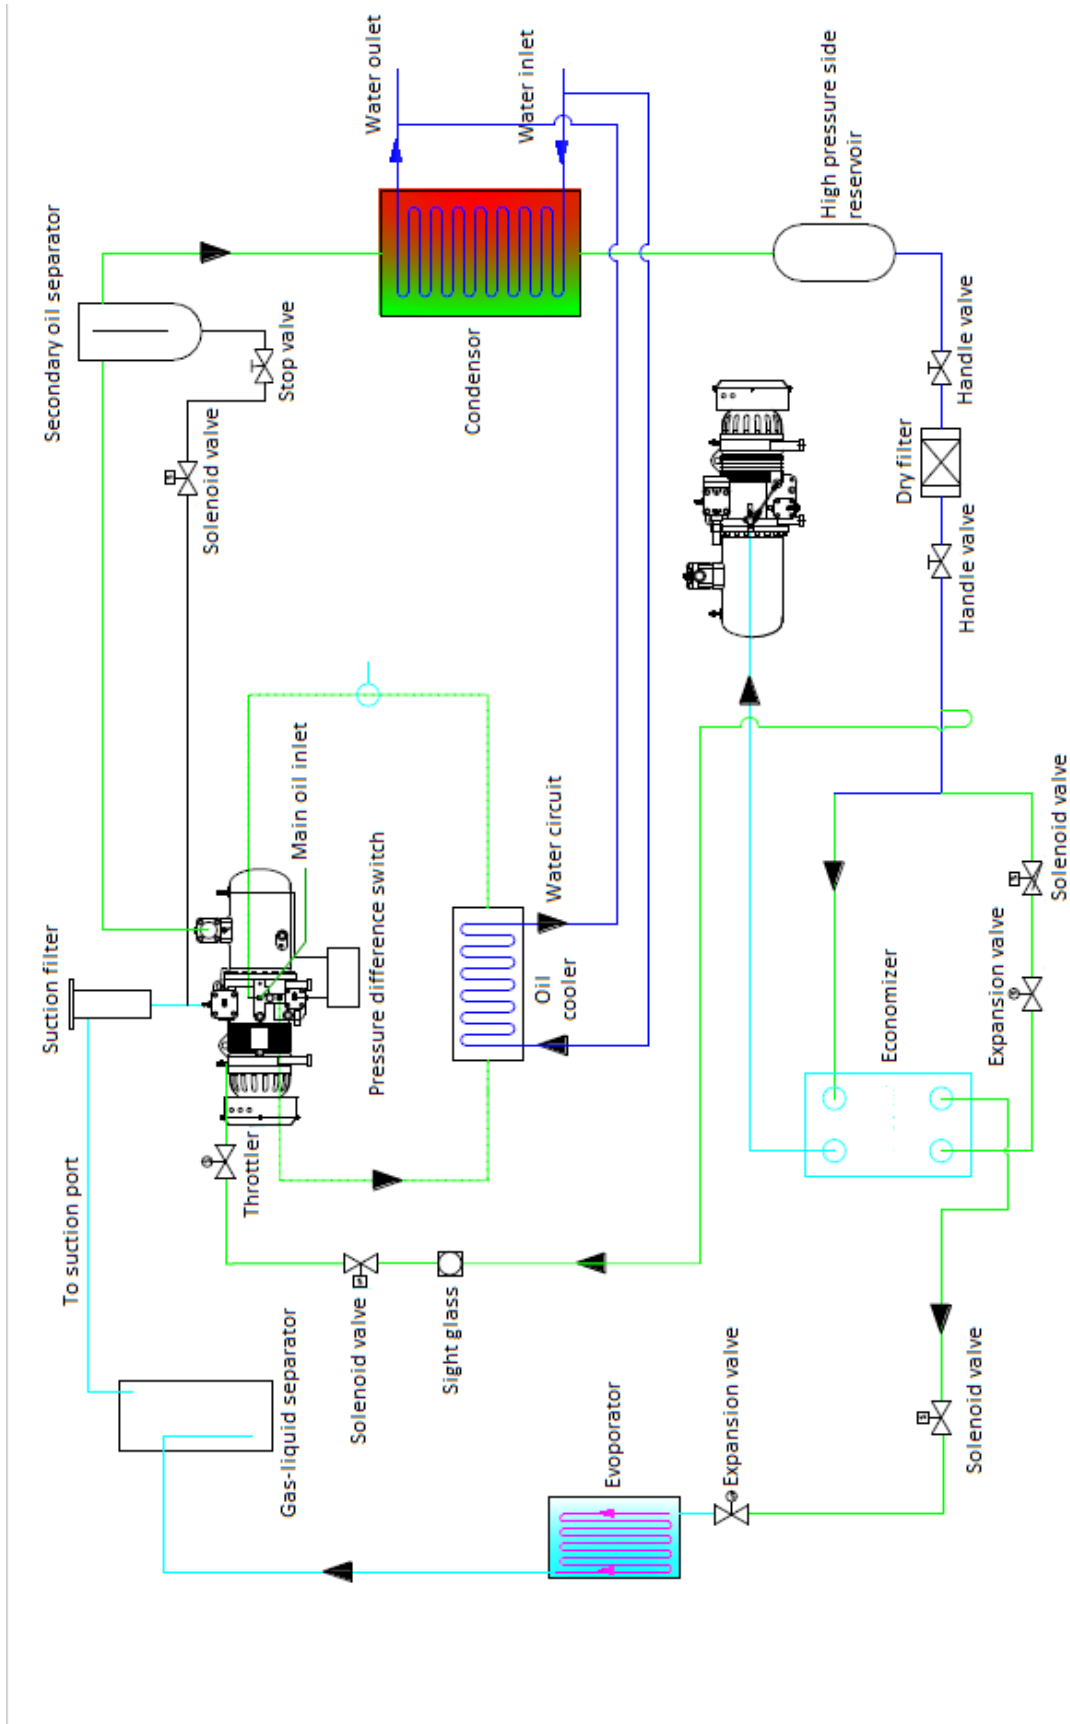 Secondary oil separator
Suction filter
To suction port
Gas-liquid separator
Solenoid valve
Stop valve
Main oil inlet
Pressure difference switch
Throttler
Water oulet
Water inlet
Condensor
Solenoid valve
Sight glass
Oil
cooler
Water circuit
Evoporator
Expansion valve
High pressure side
reservoir
Handle valve
Dry filter
Handle valve
Economizer
Expansion valve
Solenoid valve
Solenoid valve